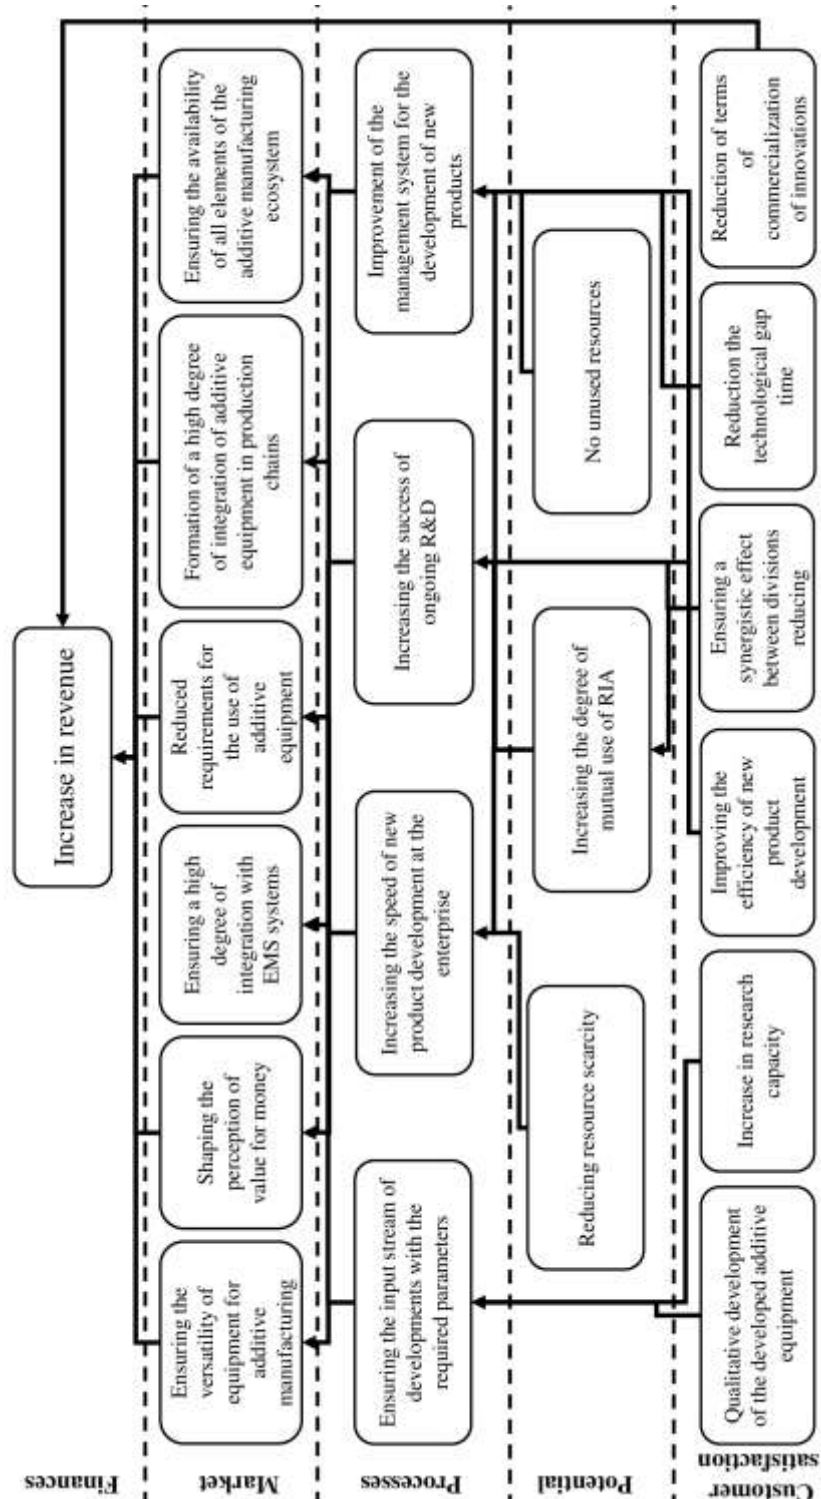 Finances
Increase in revenue
Market
Ensuring the
versatility of
equipment for
additive
manufacturing
Shaping the
perception of
value for money
Ensuring a high
degree of
integration with
EMS systems
Reduced
requirements for
the use of
additive
equipment
Formation of a high degree
of integration of additive
equipment in production
chains
Ensuring the availability
of all elements of the
additive manufacturing
ecosystem
Processes
Ensuring the input stream of
developments with the
required parameters
Increasing the speed of new
product development at the
enterprise
Increasing the success of
ongoing R&D
Improvement of the
management system for the
development of new
products
Potential
Reducing resource scarcity
Increasing the degree of
mutual use of RIA
No unused resources
Customer
satisfaction
Qualitative development
of the developed additive
equipment
Increase in research
capacity
Improving the
efficiency of new
product
development
Ensuring a
synergistic effect
between divisions
reducing
Reduction the
technological gap
time
Reduction of terms
of
commercialization
of innovations